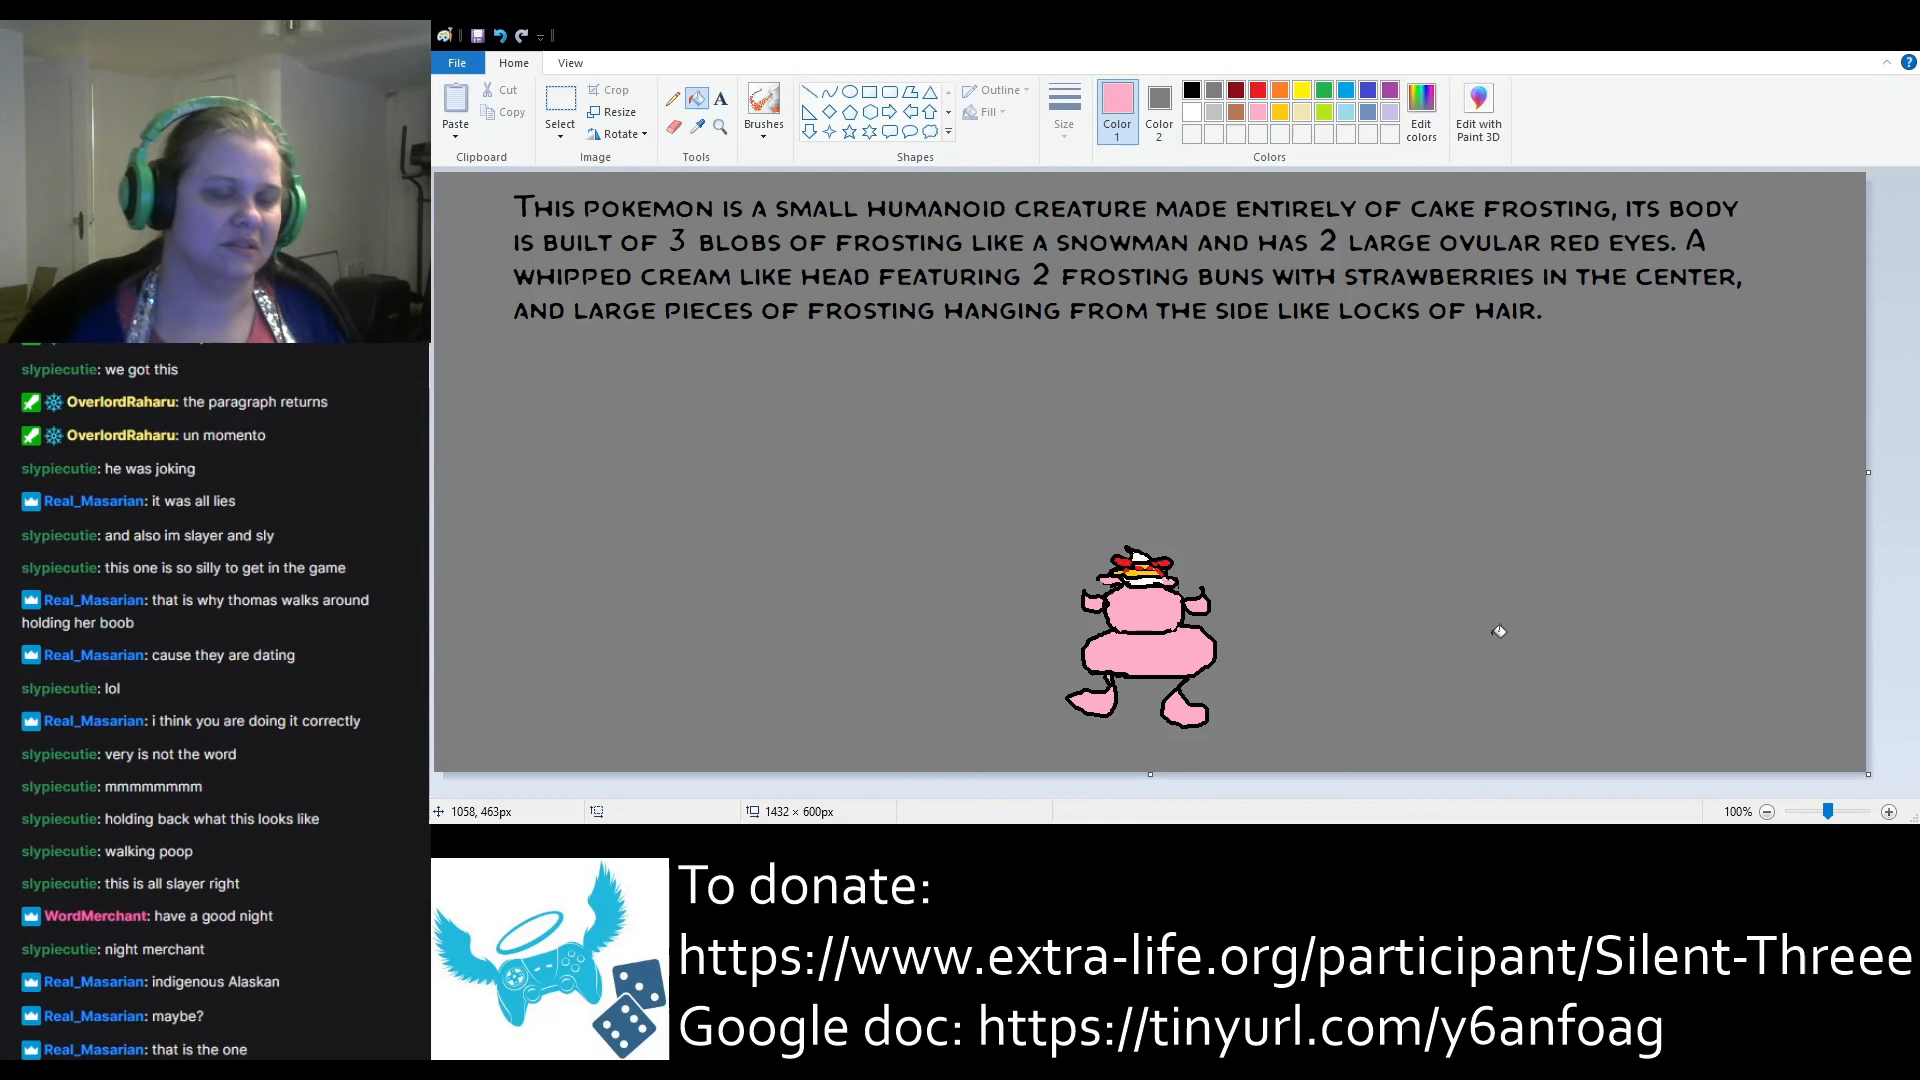 File
Home
View
Paste
Cut
Copy
Clipboard
Select
Crop
Resize
Rotate
Image
A
Tools
Brushes
Shapes
Outline
Fill
Size
Color 1
Color 2
Edit colors
Edit with Paint 3D
Colors
This pokemon is a small humanoid creature made entirely of cake frosting, its body
is built of 3 blobs of frosting like a snowman and has 2 large ovular red eyes. A
whipped cream like head featuring 2 frosting buns with strawberries in the center,
and large pieces of frosting hanging from the side like locks of hair.
slypiecutie: we got this
OverlordRaharu: the paragraph returns
OverlordRaharu: un momento
slypiecutie: he was joking
Real_Masarian: it was all lies
slypiecutie: and also im slayer and sly
slypiecutie: this one is so silly to get in the game
Real_Masarian: that is why thomas walks around
holding her boob
Real_Masarian: cause they are dating
slypiecutie: lol
Real_Masarian: i think you are doing it correctly
slypiecutie: very is not the word
slypiecutie: mmmmmmmm
slypiecutie: holding back what this looks like
slypiecutie: walking poop
slypiecutie: this is all slayer right
WordMerchant: have a good night
slypiecutie: night merchant
Real_Masarian: indigenous Alaskan
Real_Masarian: maybe?
Real_Masarian: that is the one
1058, 463px
1432 × 600px
100%
To donate:
https://www.extra-life.org/participant/Silent-Threee
Google doc: https://tinyurl.com/y6anfoag